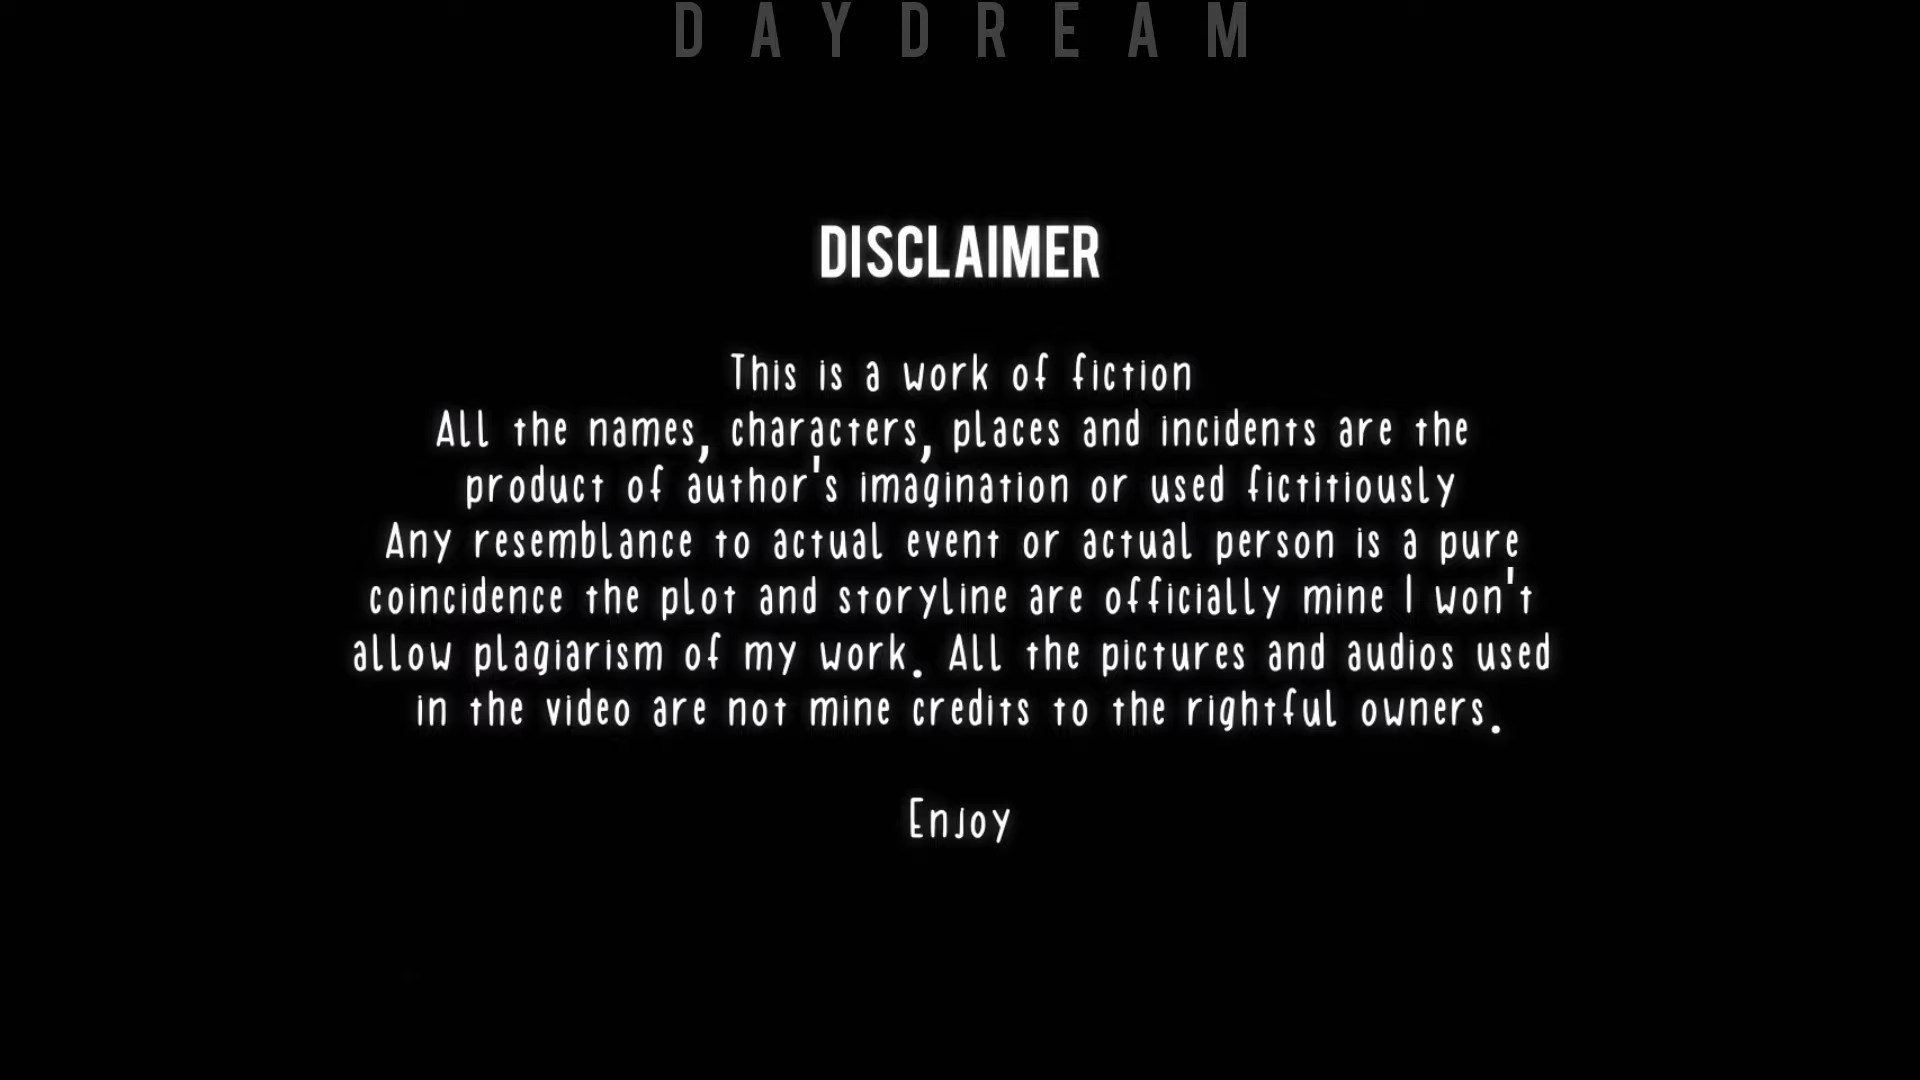 DAYDREAM
DISCLAIMER
This is a work of fiction
All the names, characters, places and incidents are the
product of author's imagination or used fictitiously
Any resemblance to actual event or actual person is a pure
coincidence the plot and storyline are officially mine I won't
allow plagiarism of my work. All the pictures and audios used
in the video are not mine credits to the rightful owners.
Enjoy